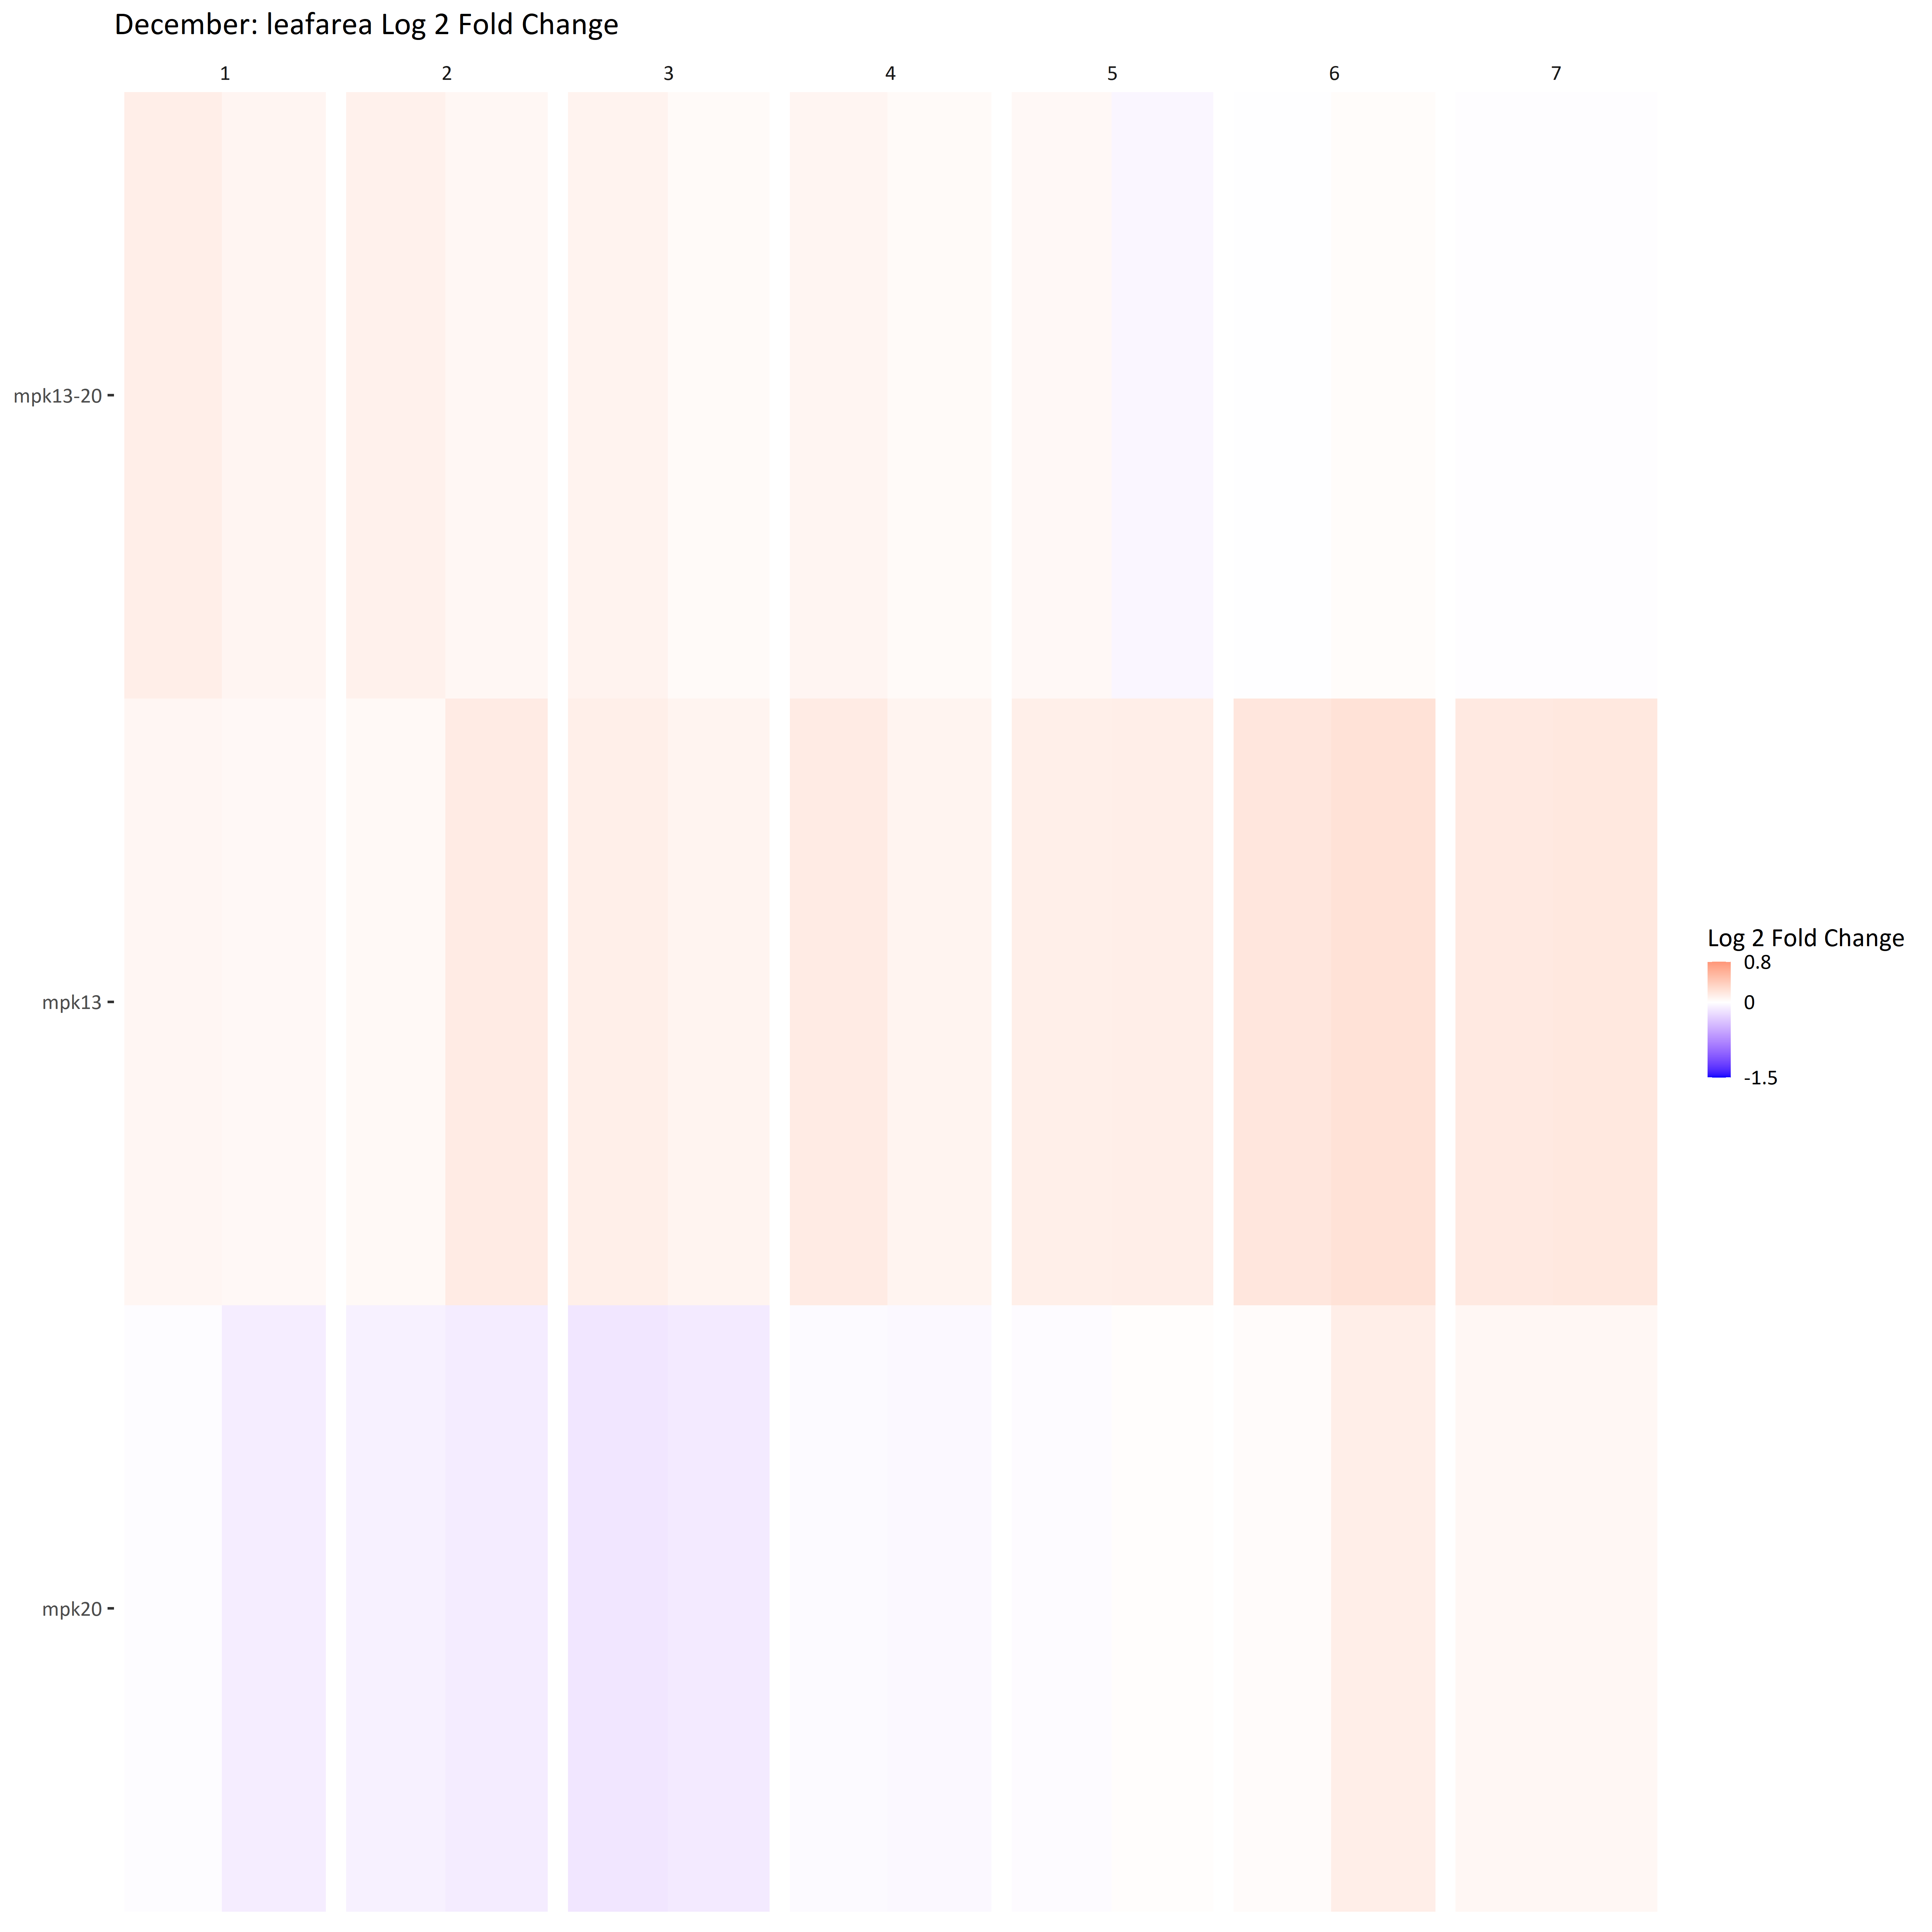 December: leafarea Log 2 Fold Change
1 2 3 4 5 6 7
mpk13-20
mpk13
mpk20
Log 2 Fold Change
0.8
0
-1.5